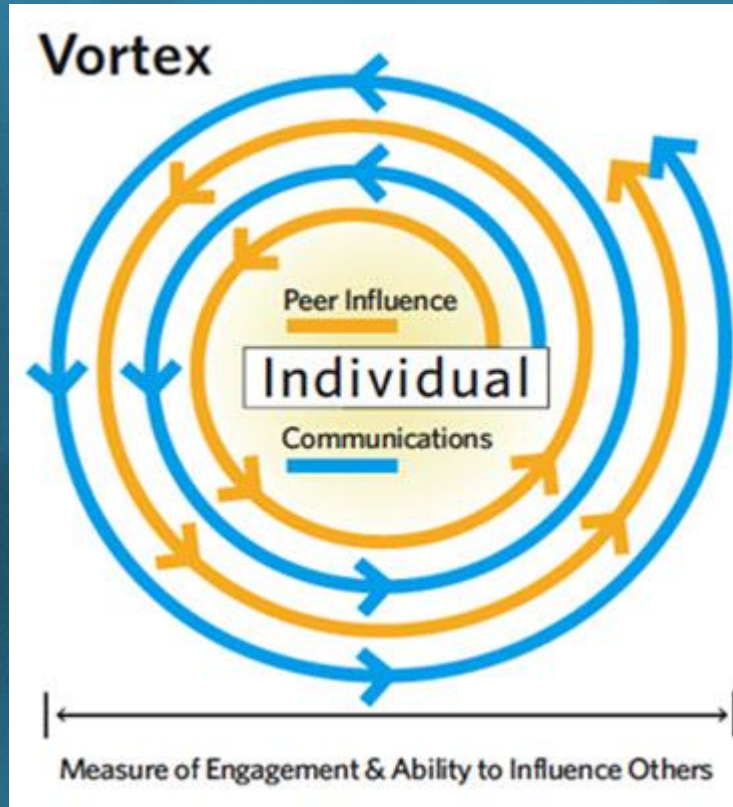 Vortex
Peer Influence
Individual
Communications
Measure of Engagement & Ability to Influence Others